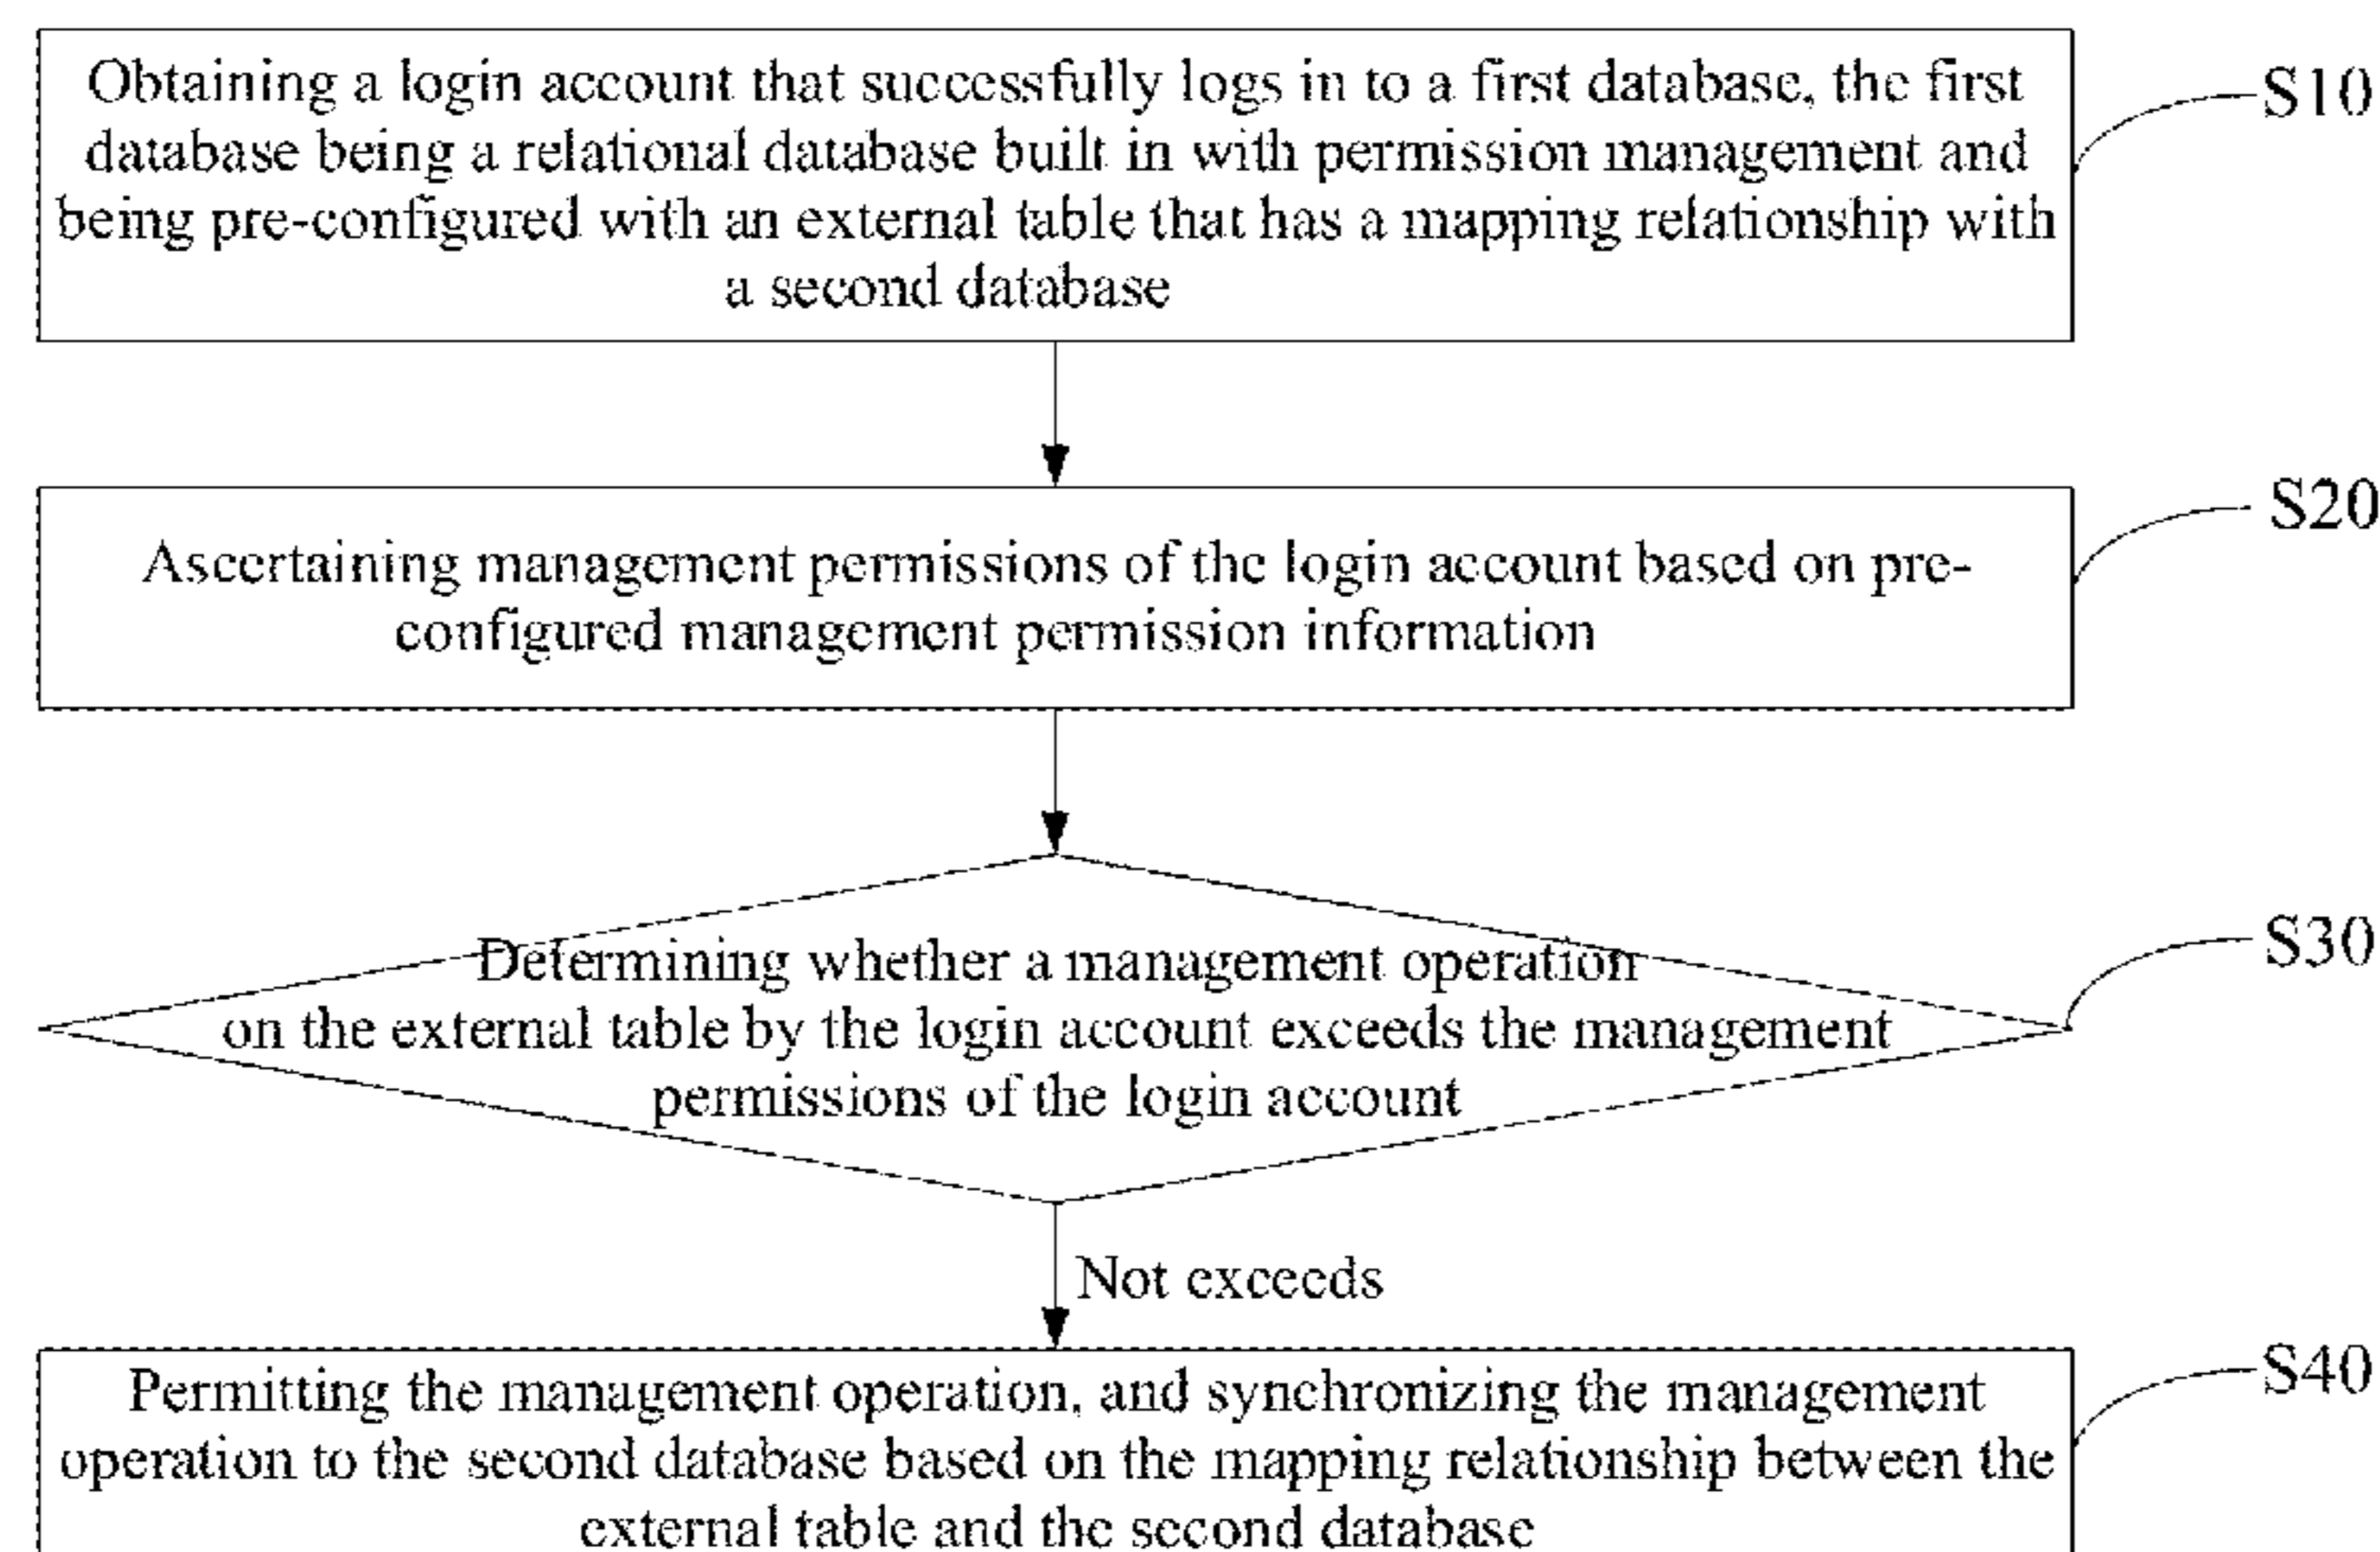 Obtaining a login account that successfully logs in to a first database, the first
database being a relational database built in with permission management and
being pre-configured with an external table that has a mapping relationship with
a second database
S10
Ascertaining management permissions of the login account based on pre-
configured management permission information
S20
Determining whether a management operation
on the external table by the login account exceeds the management
permissions of the login account
S30
Not exceeds
Permitting the management operation, and synchronizing the management
operation to the second database based on the mapping relationship between the
external table and the second database
S40